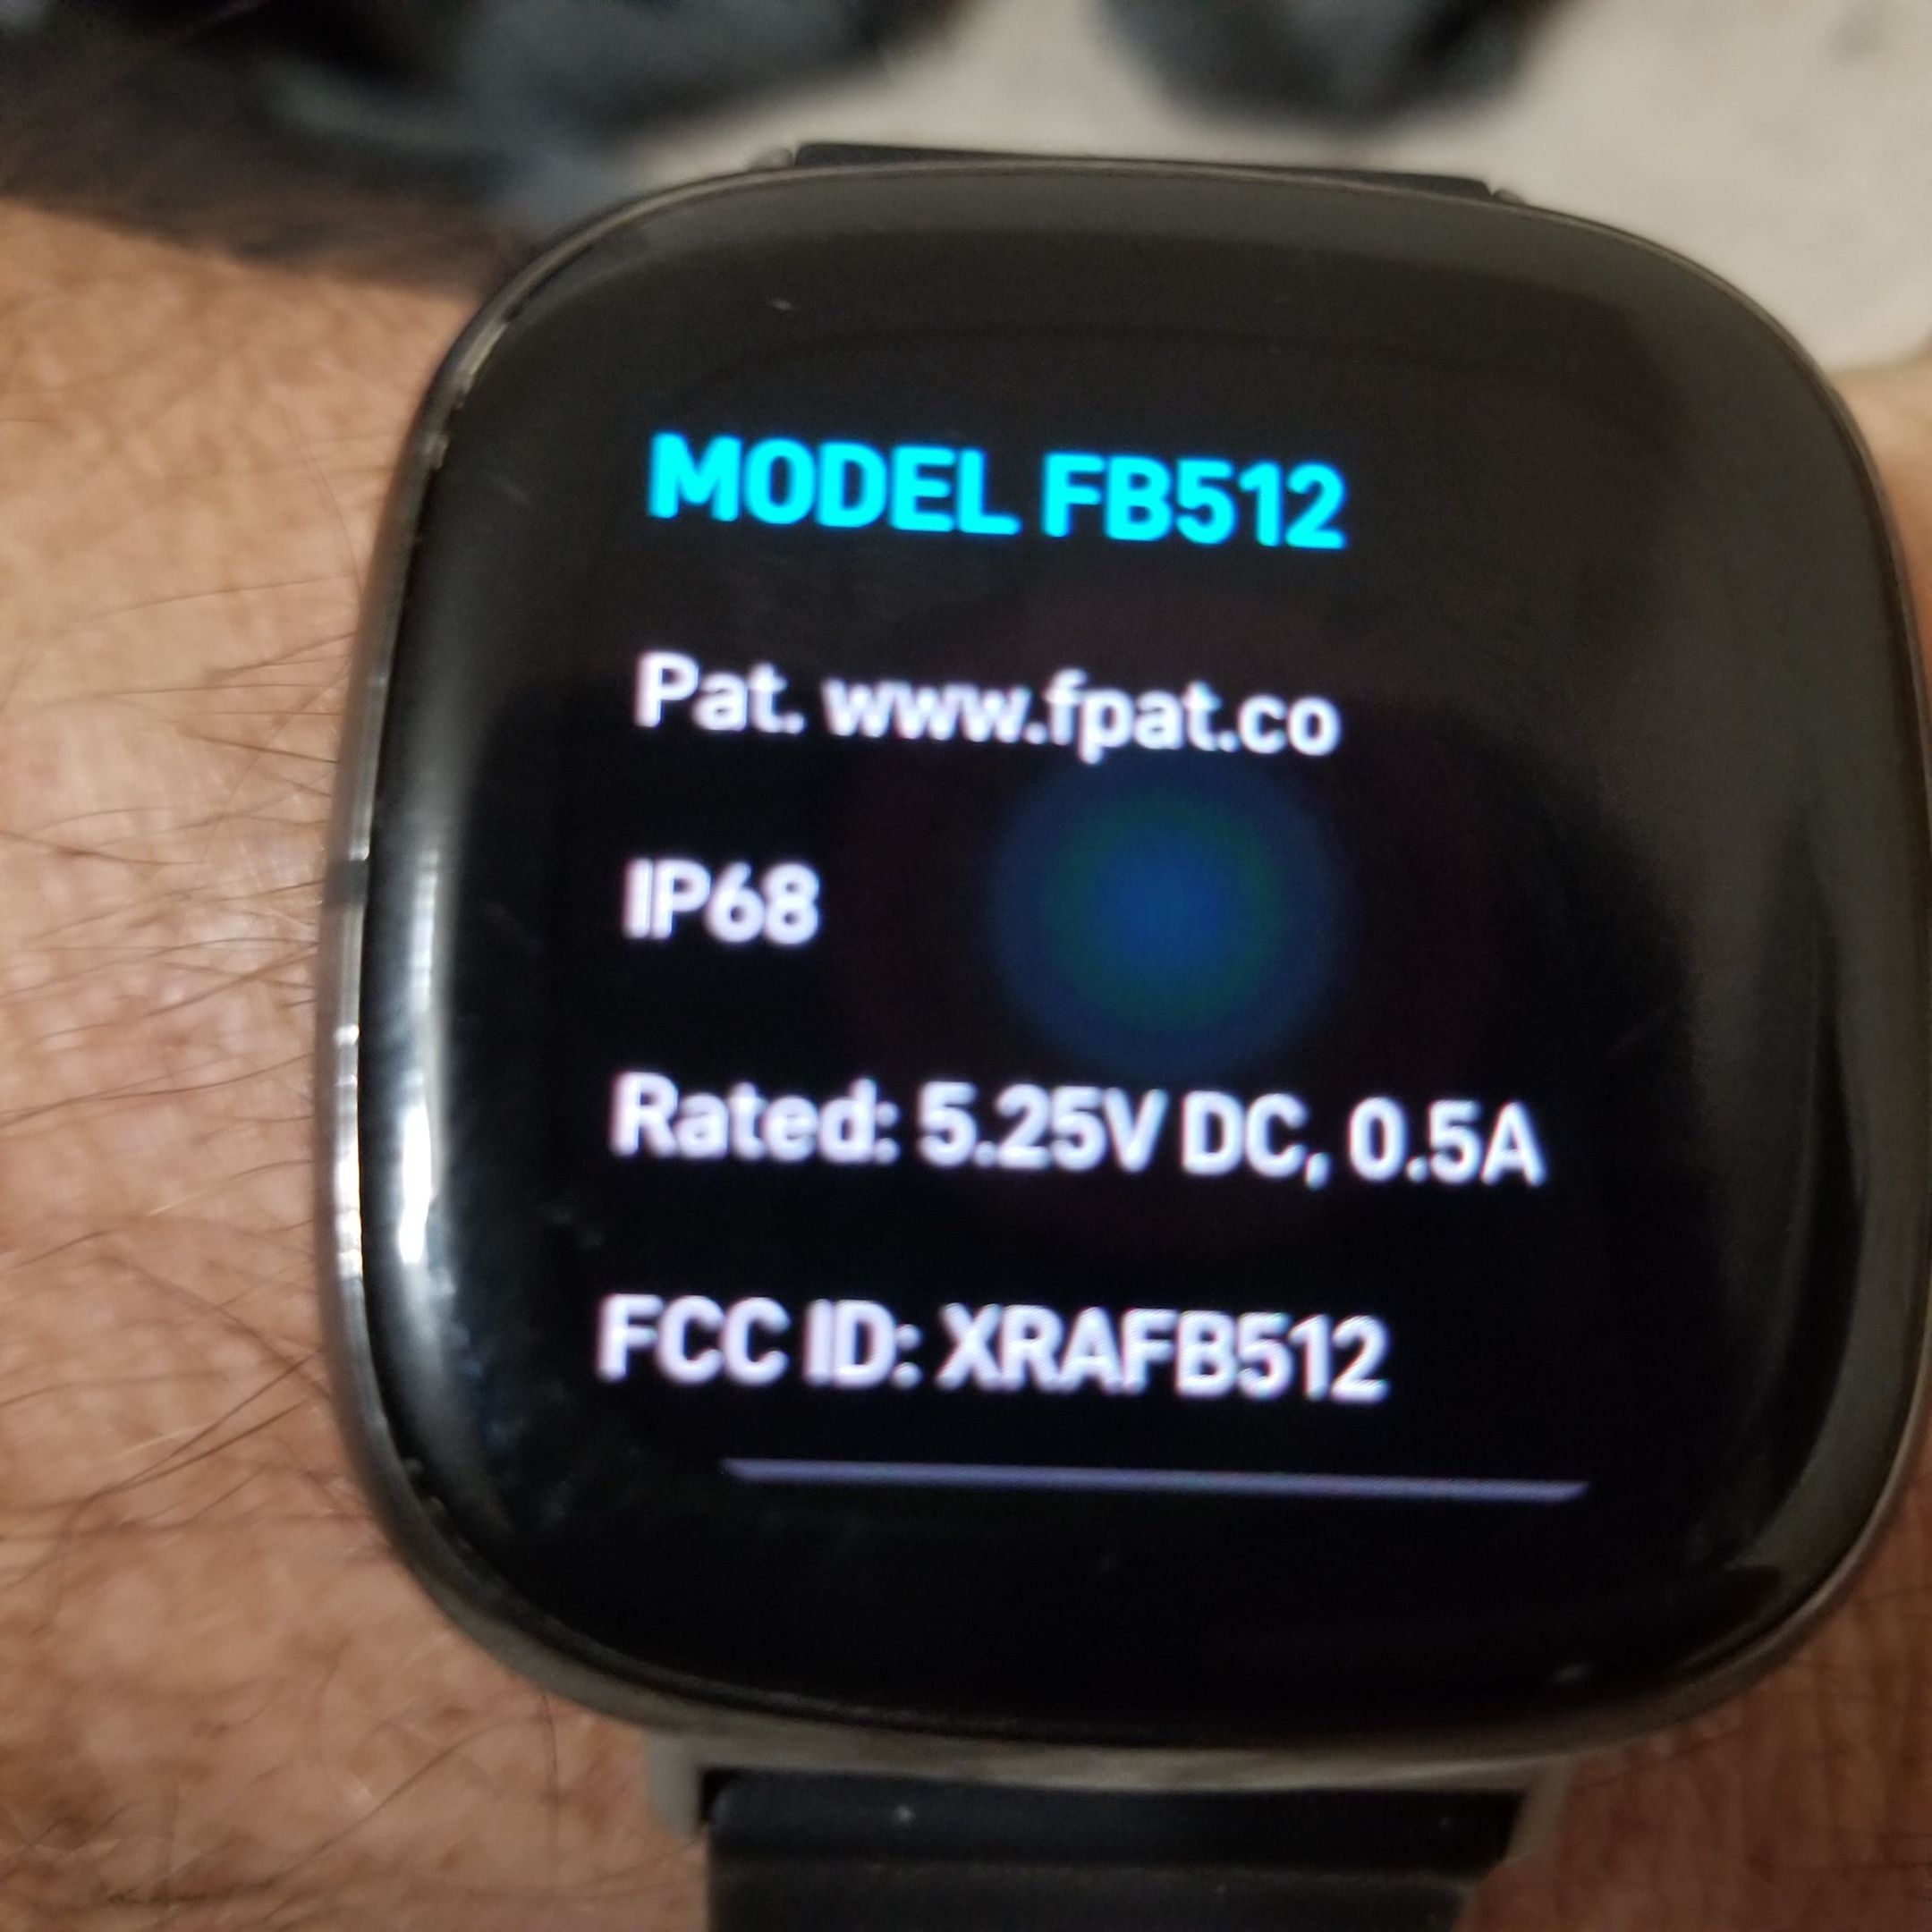 MODEL FB512
Pat. www.fpat.co
IP68
Rated: 5.25V DC, 0.5A
FCC ID: XRAFB512